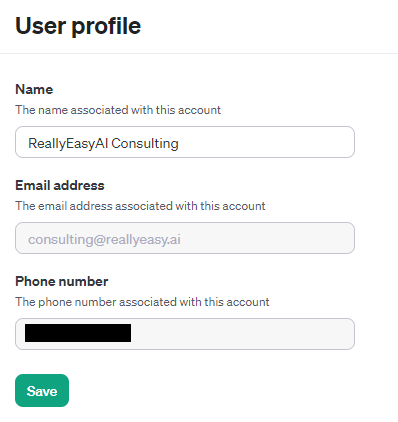 User profile
Name
The name associated with this account
ReallyEasyAI Consulting
Email address
The email address associated with this account
consulting@reallyeasy.ai
Phone number
The phone number associated with this account
Save